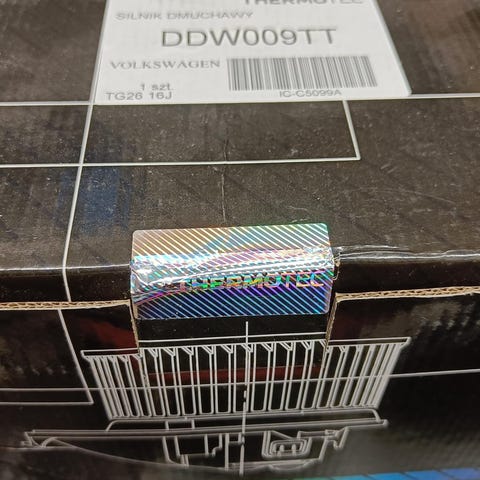 THERMOTEC
SILNIK DMUCHAWY
DDW009TT
VOLKSWAGEN
1 szt.
TG26 16J
IC-C5099A
THERMOTEC